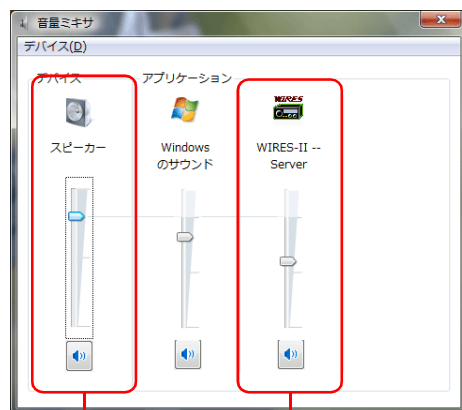 音量ミキサ
デバイス(D)
デバイス
アプリケーション
スピーカー
Windows
のサウンド
WIRES
WIRES-II --
Server